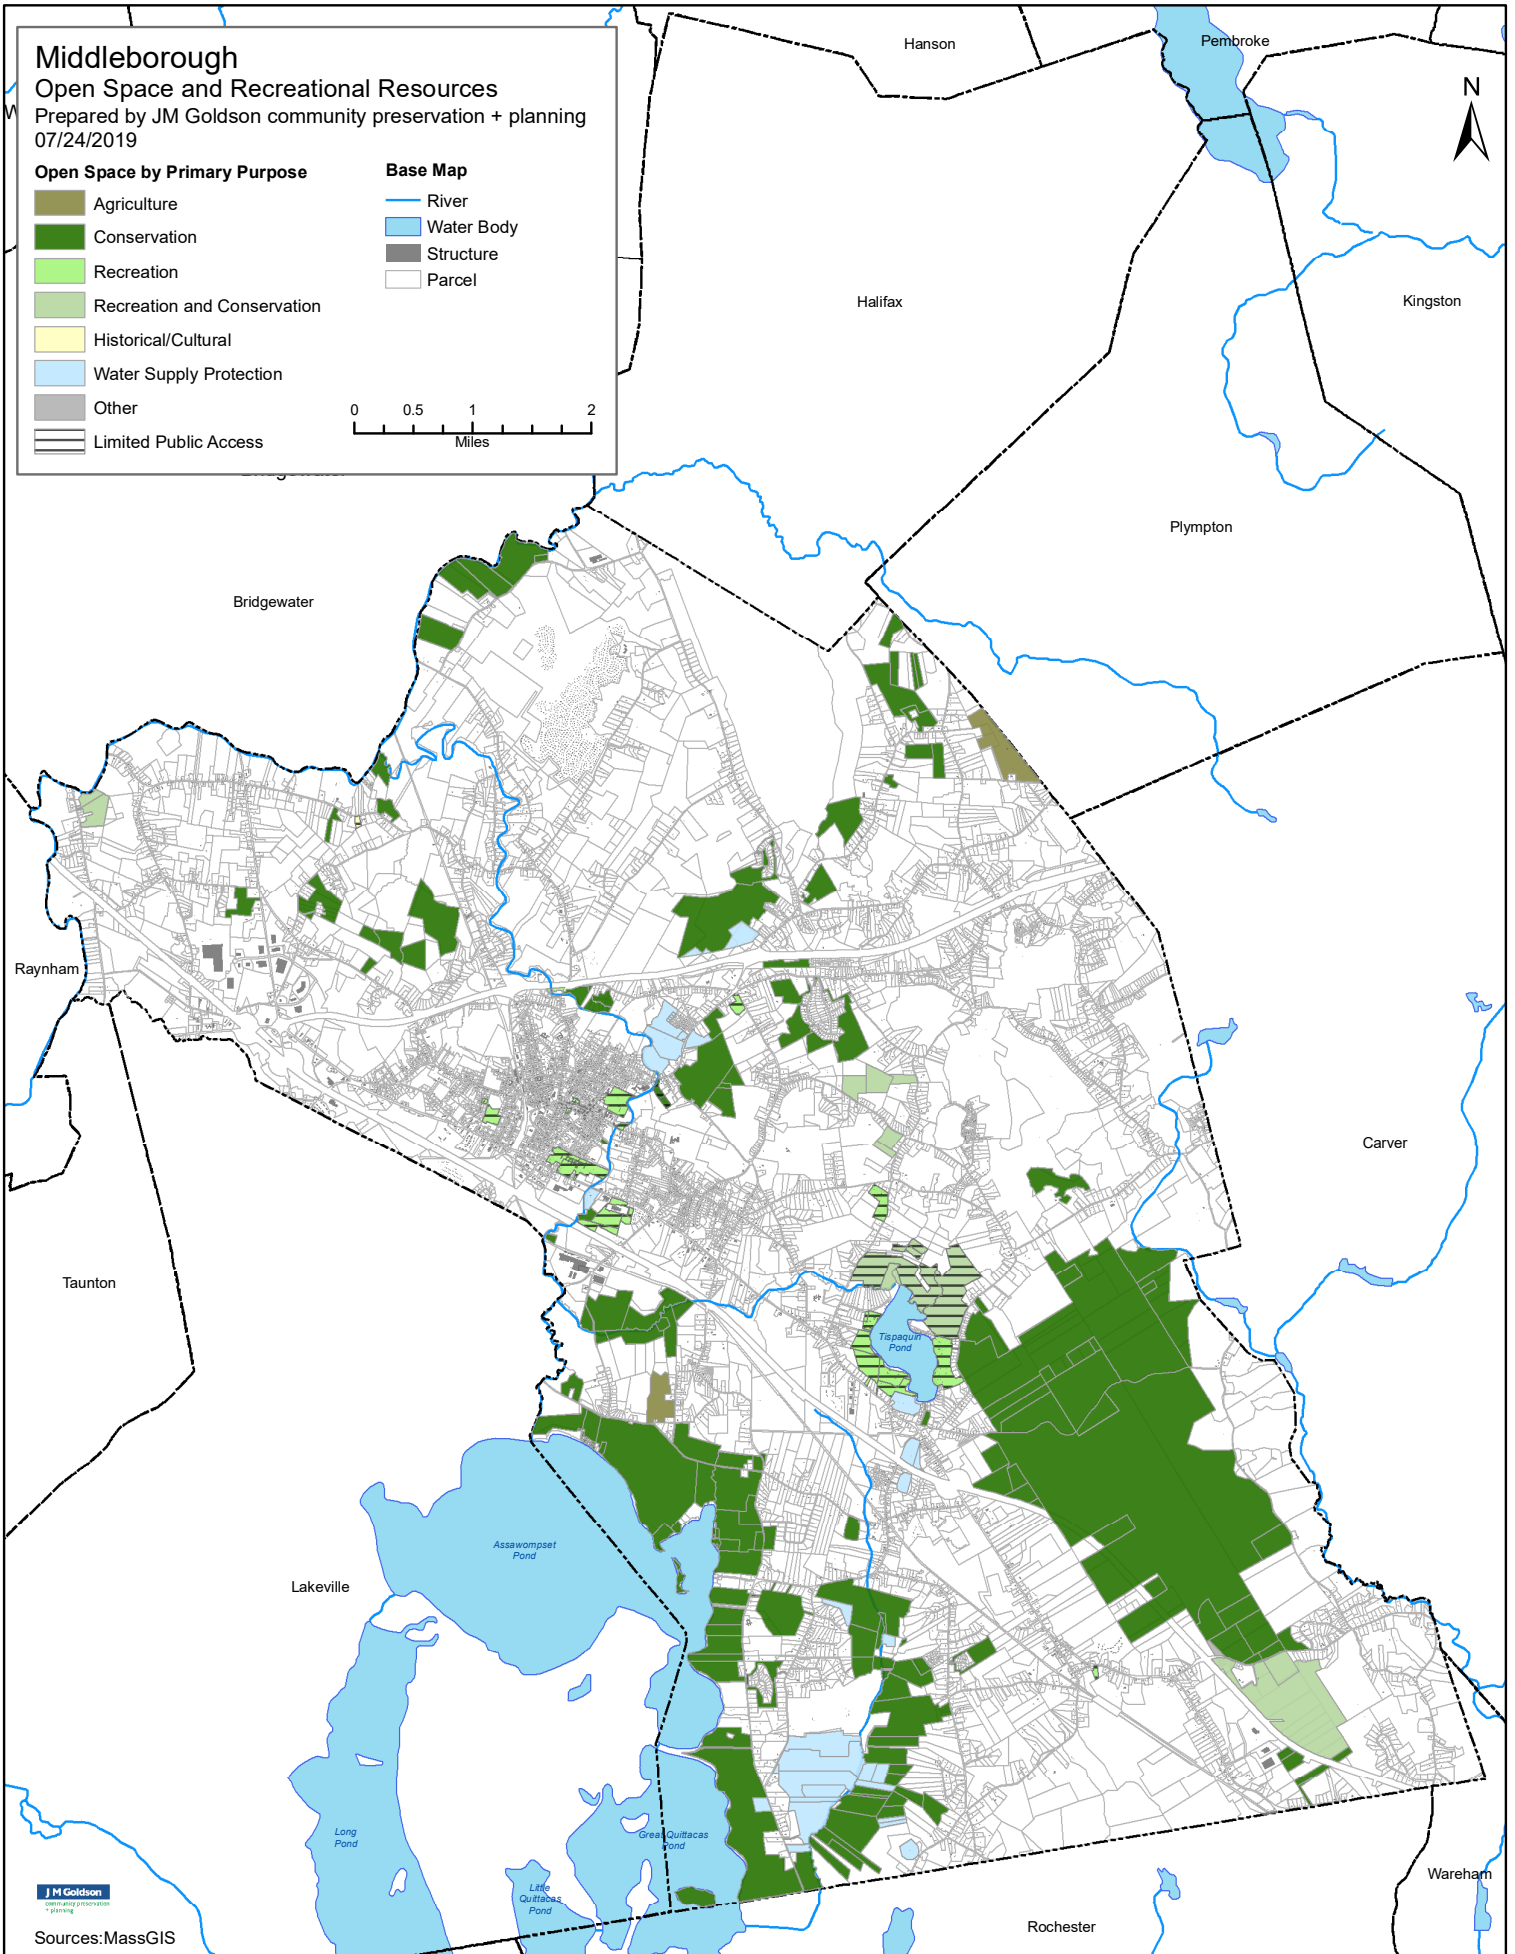 Middleborough
Open Space and Recreational Resources
Prepared by JM Goldson community preservation + planning
07/24/2019
Open Space by Primary Purpose
Agriculture
Conservation
Recreation
Recreation and Conservation
Historical/Cultural
Water Supply Protection
Other
Limited Public Access
Base Map
River
Water Body
Structure
Parcel
0 0.5 1 2
Miles
N
Hanson
Pembroke
Halifax
Kingston
Plympton
Bridgewater
Raynham
Carver
Taunton
Tispaquin
Pond
Assawompset
Pond
Lakeville
Long
Pond
Great Quittacas
Pond
Little
Quittacas
Pond
Wareham
Rochester
J M Goldson
community preservation
+ planning
Sources:MassGIS